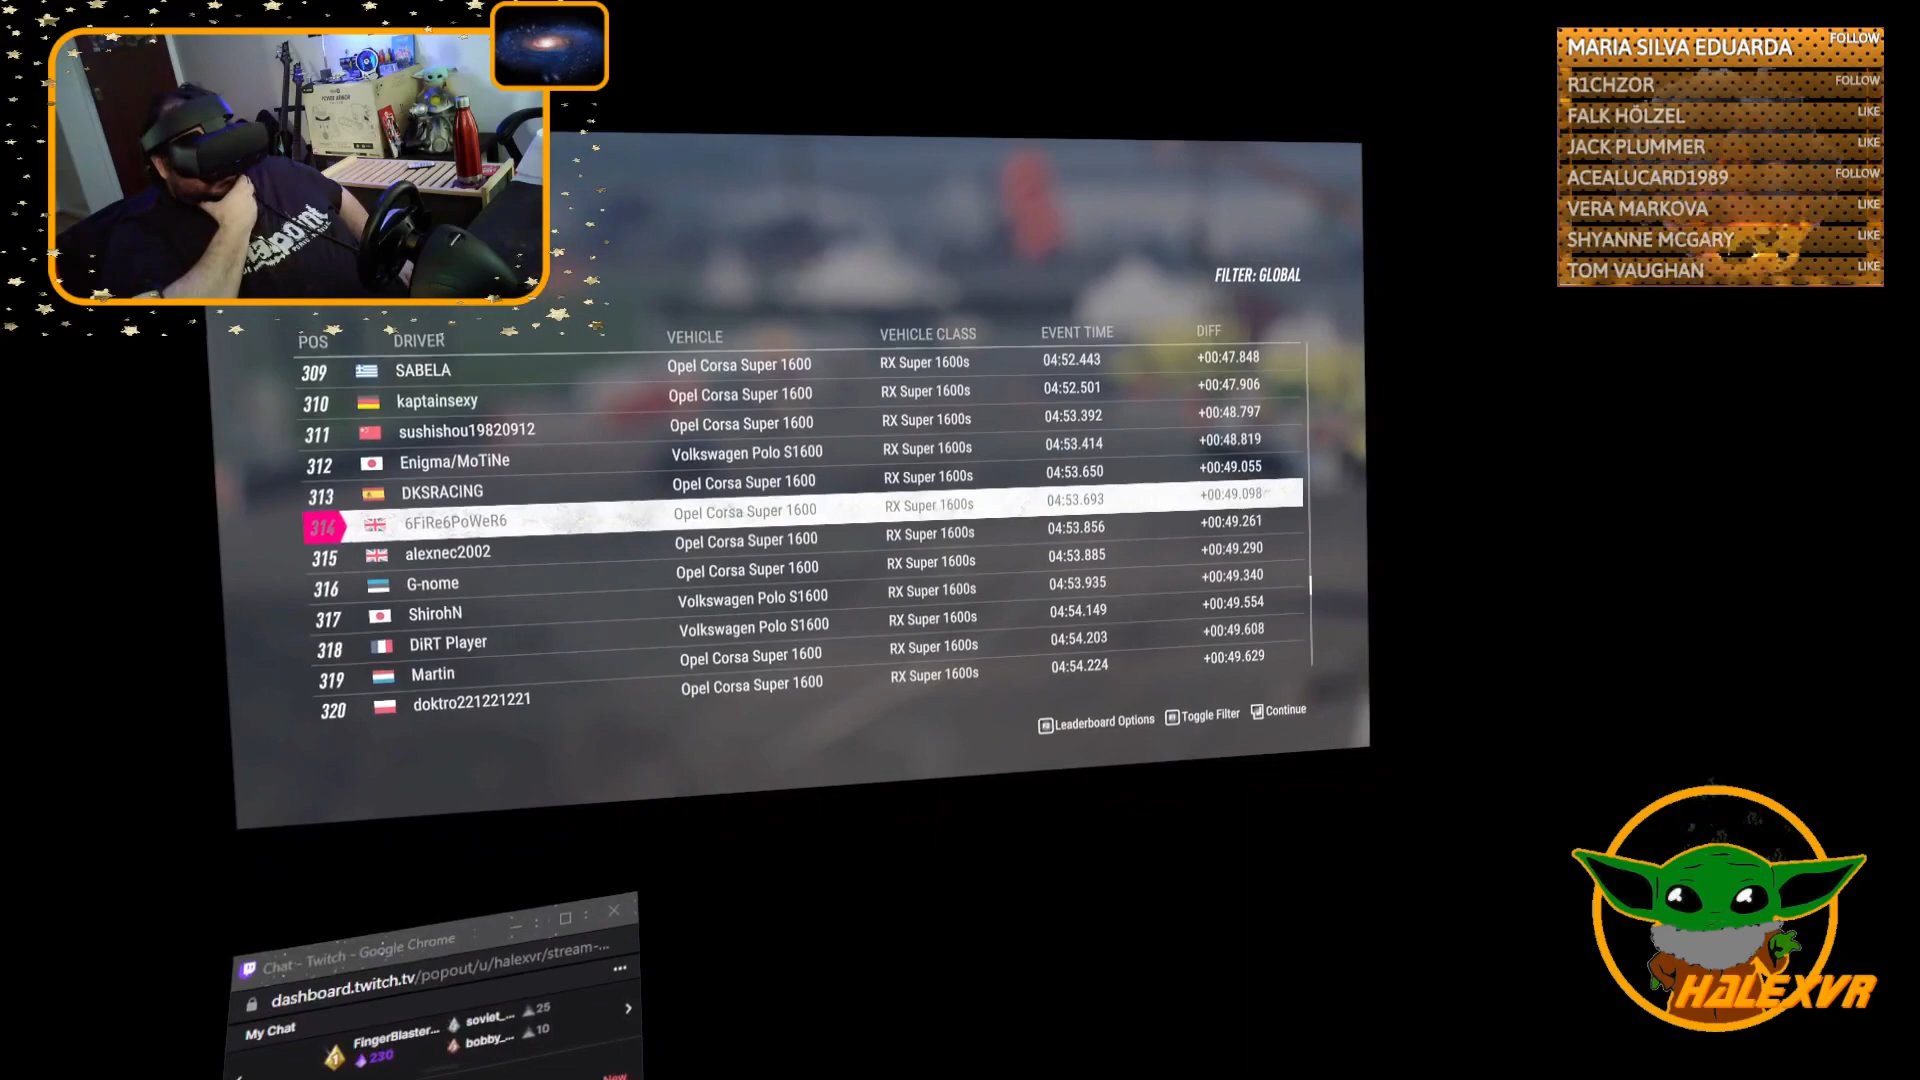 MARIA SILVA EDUARDA FOLLOW
R1CHZOR FOLLOW
FALK HÖLZEL LIKE
JACK PLUMMER LIKE
ACEALUCARD1989 FOLLOW
VERA MARKOVA LIKE
SHYANNE MCGARY LIKE
TOM VAUGHAN LIKE
POWER ARMOR
FILTER: GLOBAL
POS DRIVER VEHICLE VEHICLE CLASS EVENT TIME DIFF
309 SABELA Opel Corsa Super 1600 RX Super 1600s 04:52.443 +00:47.848
310 kaptainsexy Opel Corsa Super 1600 RX Super 1600s 04:52.501 +00:47.906
311 sushishou19820912 Opel Corsa Super 1600 RX Super 1600s 04:53.392 +00:48.797
312 Enigma/MoTiNe Volkswagen Polo S1600 RX Super 1600s 04:53.414 +00:48.819
313 DKSRACING Opel Corsa Super 1600 RX Super 1600s 04:53.650 +00:49.055
314 6FiRe6PoWeR6 Opel Corsa Super 1600 RX Super 1600s 04:53.693 +00:49.098
315 alexnec2002 Opel Corsa Super 1600 RX Super 1600s 04:53.856 +00:49.261
316 G-nome Opel Corsa Super 1600 RX Super 1600s 04:53.885 +00:49.290
317 ShirohN Volkswagen Polo S1600 RX Super 1600s 04:53.935 +00:49.340
318 DiRT Player Volkswagen Polo S1600 RX Super 1600s 04:54.149 +00:49.554
319 Martin Opel Corsa Super 1600 RX Super 1600s 04:54.203 +00:49.608
320 doktro221221221 Opel Corsa Super 1600 RX Super 1600s 04:54.224 +00:49.629
Leaderboard Options Toggle Filter Continue
Chat - Twitch - Google Chrome
dashboard.twitch.tv/popout/u/halexvr/stream-...
My Chat
1 FingerBlaster... 230
soviet_... 25
bobby_... 10
New
HALEXVR